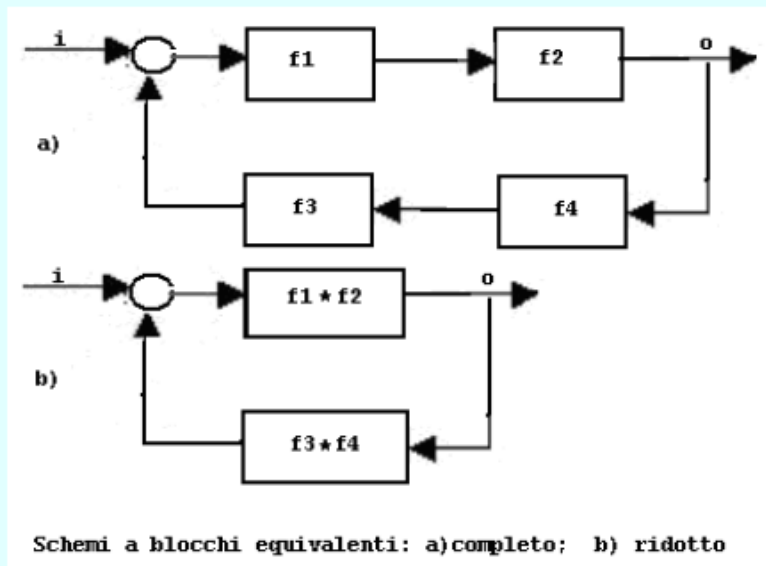 i
f1
f2
o
a)
f3
f4
i
f1*f2
o
b)
f3*f4
Schemi a blocchi equivalenti: a)completo; b) ridotto